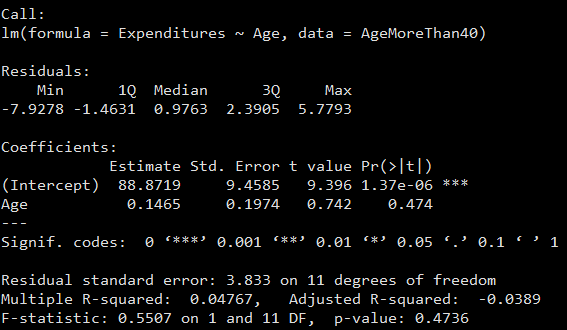 Call:
lm(formula = Expenditures ~ Age, data = AgeMoreThan40)
Residuals:
    Min      1Q  Median      3Q     Max
-7.9278 -1.4631  0.9763  2.3905  5.7793
Coefficients:
            Estimate Std. Error t value Pr(>|t|)
(Intercept)  88.8719     9.4585   9.396 1.37e-06 ***
Age           0.1465     0.1974   0.742    0.474
---
Signif. codes:  0 ‘***’ 0.001 ‘**’ 0.01 ‘*’ 0.05 ‘.’ 0.1 ‘ ’ 1
Residual standard error: 3.833 on 11 degrees of freedom
Multiple R-squared:  0.04767,	Adjusted R-squared:  -0.0389
F-statistic: 0.5507 on 1 and 11 DF,  p-value: 0.4736